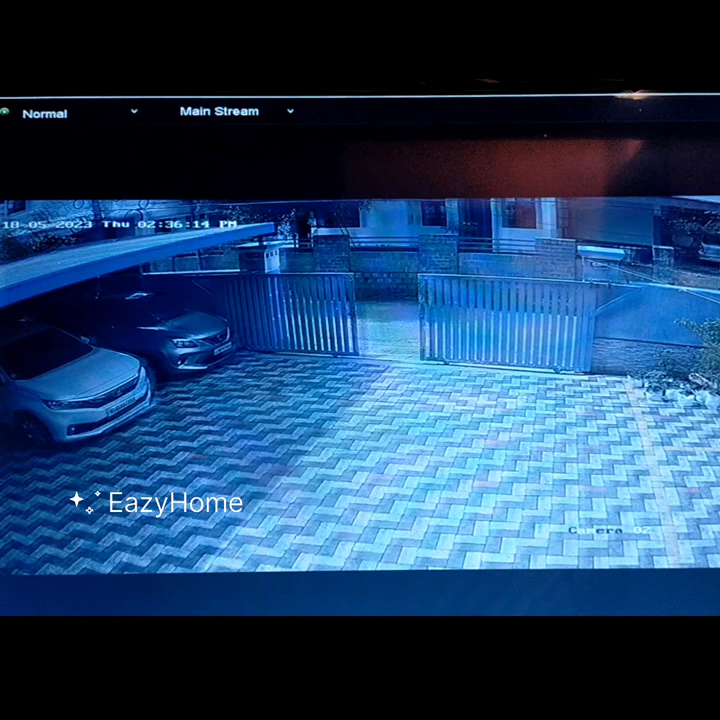 Normal
Main Stream
18-05-2023 Thu 02:36:14 PM
EazyHome
Camera 02